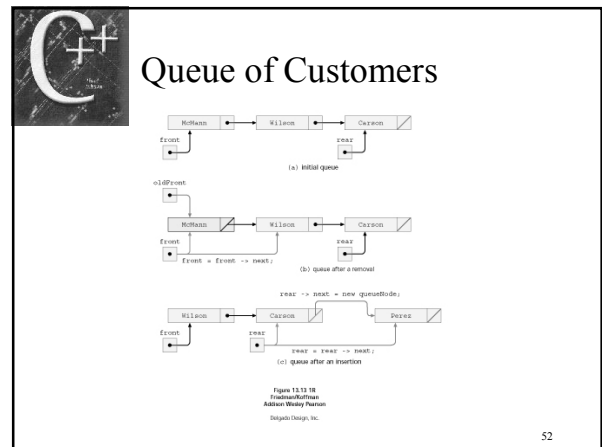 C++
Queue of Customers
McMann
Wilson
Carson
front
rear
(a) initial queue
oldFront
McMann
Wilson
Carson
front
rear
front = front -> next;
(b) queue after a removal
rear -> next = new queueNode;
Wilson
Carson
Perez
front
rear
rear = rear -> next;
(c) queue after an insertion
Figure 13.13 1R
Friedman/Koffman
Addison Wesley Pearson
Delgado Design, Inc.
52